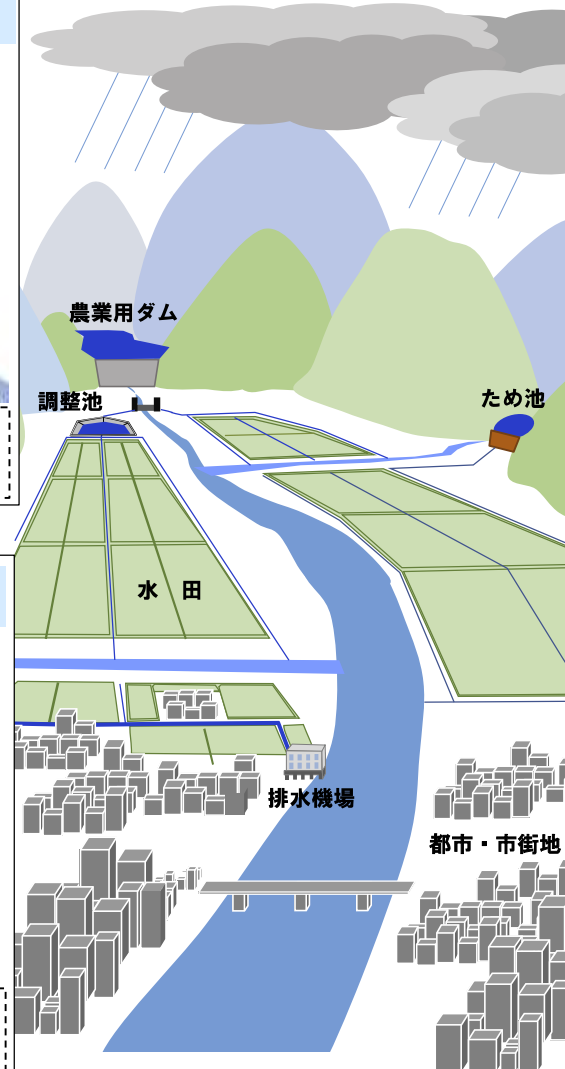 農業用ダム
調整池
ため池
水　田
排水機場
都市・市街地